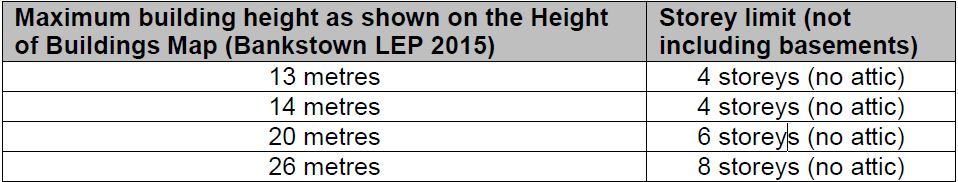 Maximum building height as shown on the Height Storey limit (not
of Buildings Map (Bankstown LEP 2015) including basements)
13 metres 4 storeys (no attic)
14 metres 4 storeys (no attic)
20 metres 6 storeys (no attic)
26 metres 8 storeys (no attic)